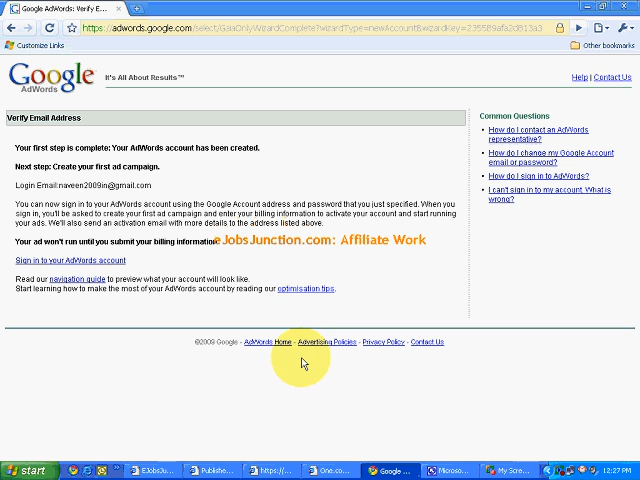 Google AdWords: Verify E...
https://adwords.google.com/select/GaiaOnlyWizardComplete?wizardType=newAccount&wizardKey=
Customize Links
Other bookmarks
Google
AdWords
It's All About Results™
Help | Contact Us
Verify Email Address
Your first step is complete: Your AdWords account has been created.
Next step: Create your first ad campaign.
Login Email:naveen2009in@gmail.com
You can now sign in to your AdWords account using the Google Account address and password that you just specified. When you
sign in, you'll be asked to create your first ad campaign and enter your billing information to activate your account and start running
your ads. We'll also send an activation email with more details to the address listed above.
Your ad won't run until you submit your billing information
eJobsJunction.com: Affiliate Work
Sign in to your AdWords account
Read our navigation guide to preview what your account will look like.
Start learning how to make the most of your AdWords account by reading our optimisation tips.
Common Questions
How do I contact an AdWords
representative?
How do I change my Google Account
email or password?
How do I sign in to AdWords?
I can't sign in to my account. What is
wrong?
©2009 Google - AdWords Home - Advertising Policies - Privacy Policy - Contact Us
start
EJobsJ...
Publishe...
https://...
One.co...
Google ...
Microso...
My Scre...
12:27 PM